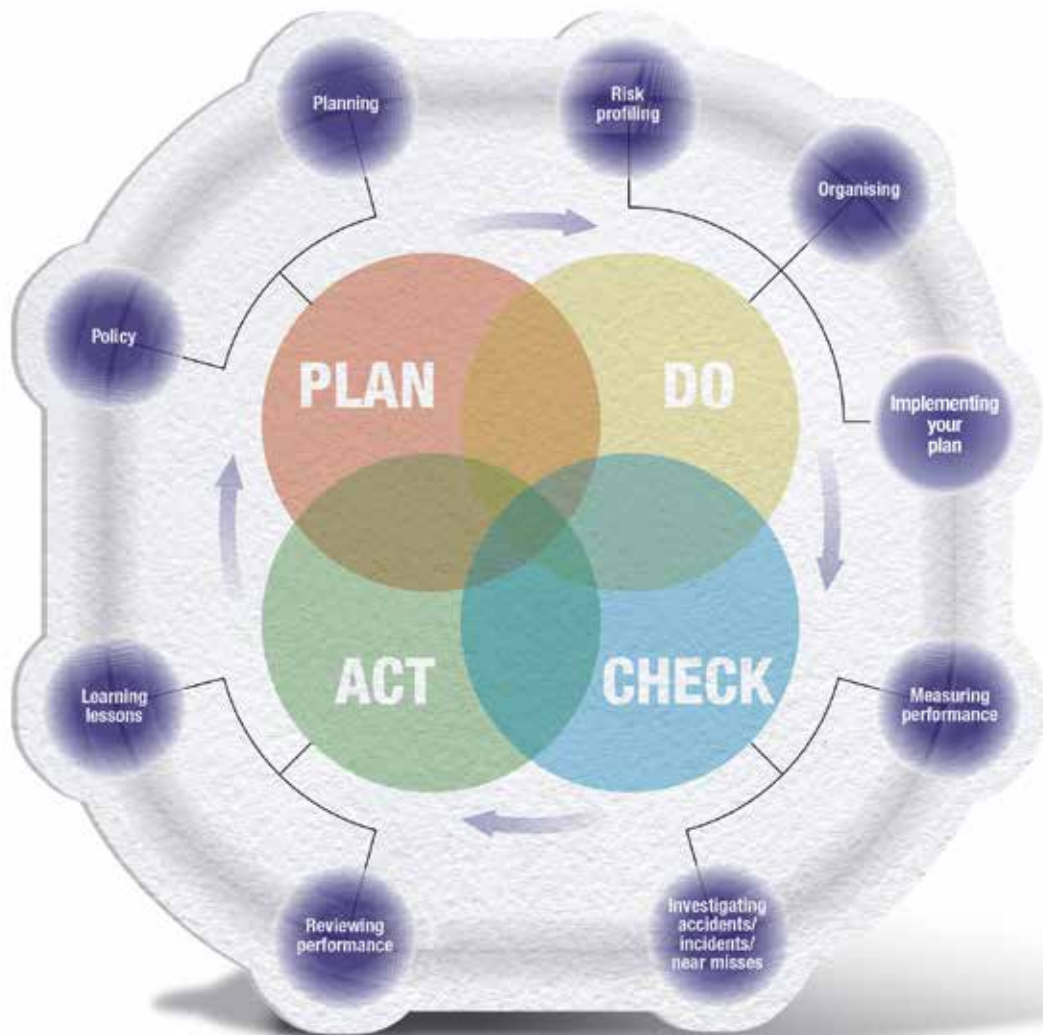 Planning
Risk
profiling
Organising
Policy
PLAN
DO
Implementing
your
plan
Learning
lessons
ACT
CHECK
Measuring
performance
Reviewing
performance
Investigating
accidents/
incidents/
near misses